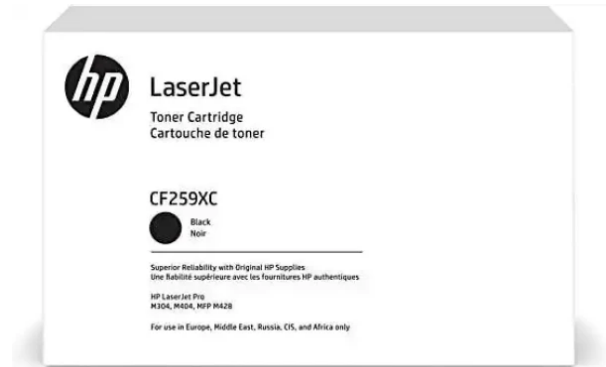 hp
LaserJet
Toner Cartridge
Cartouche de toner
CF259XC
Black
Noir
Superior Reliability with Original HP Supplies
Une fiabilité supérieure avec les fournitures HP authentiques
HP LaserJet Pro
M304, M404, MFP M428
For use in Europe, Middle East, Russia, CIS, and Africa only